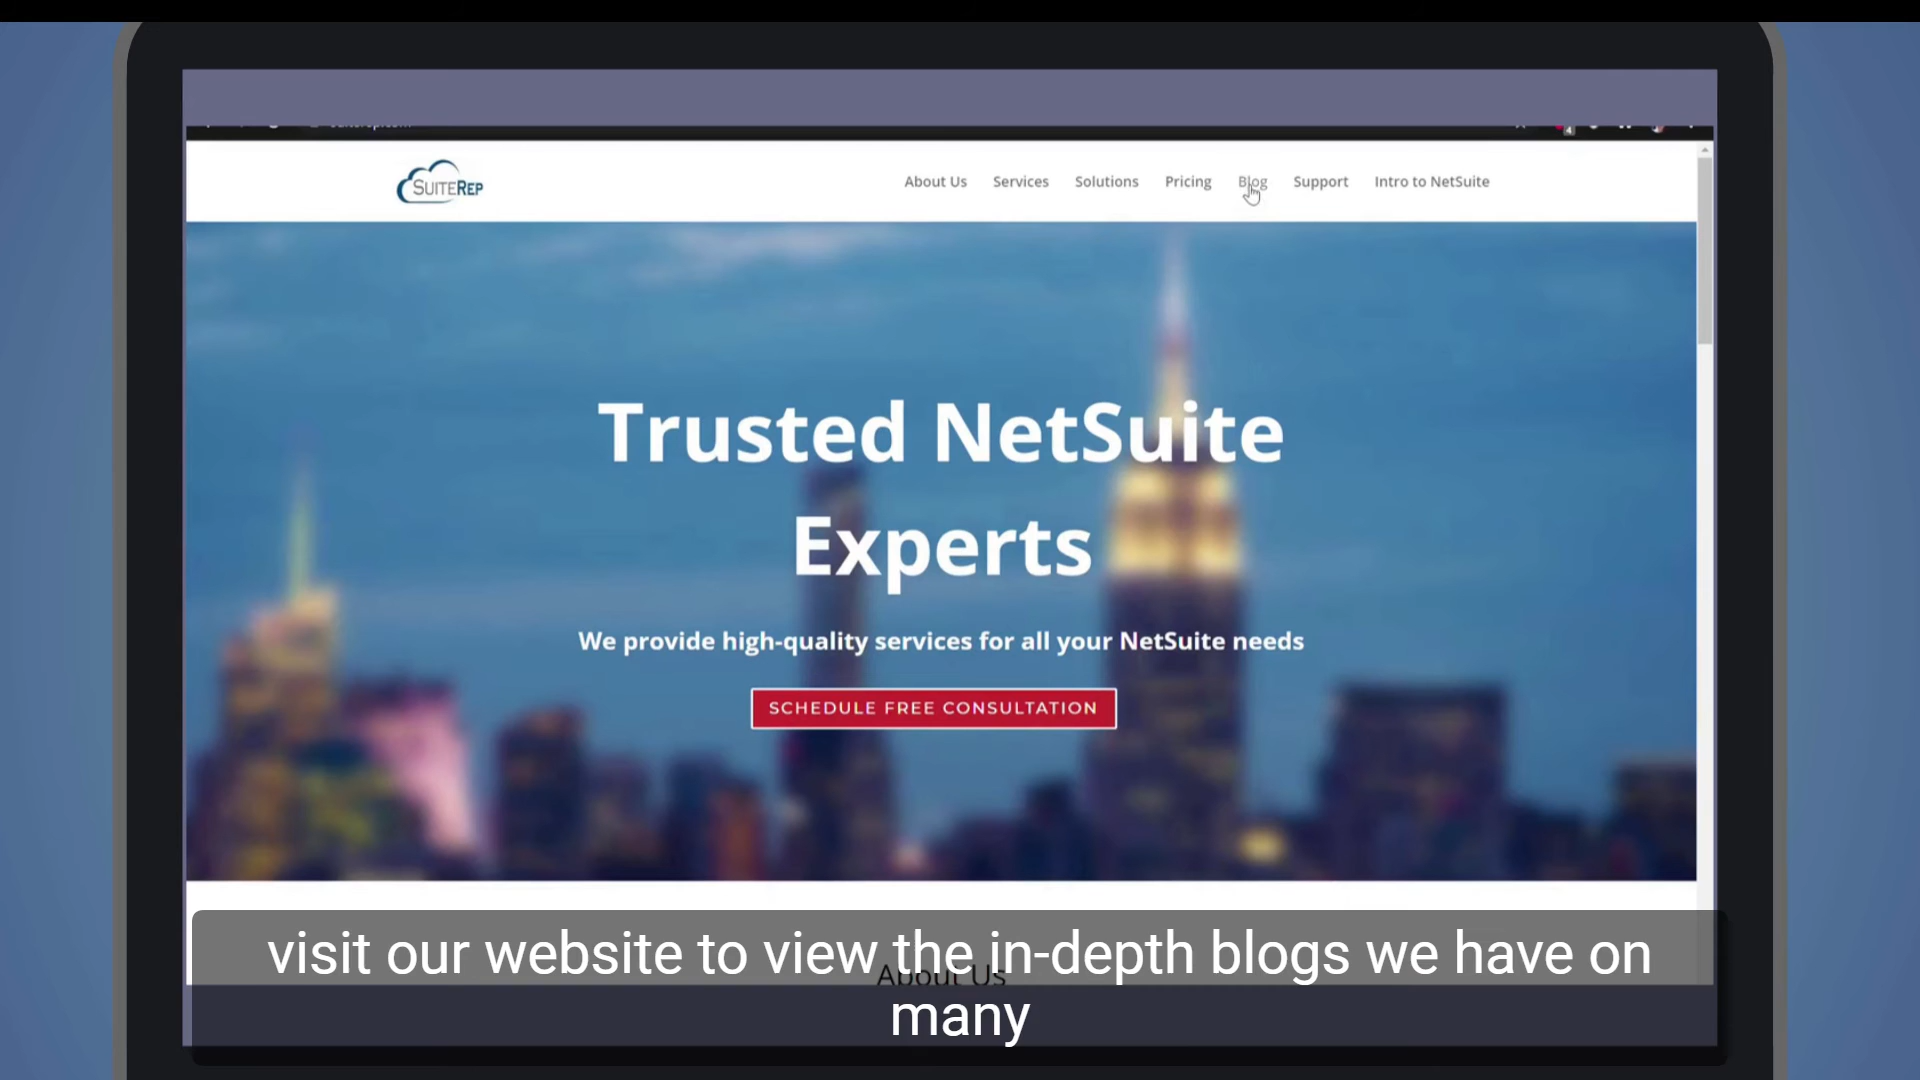 SUITEREP
About Us Services Solutions Pricing Blog Support Intro to NetSuite
Trusted NetSuite
Experts
We provide high-quality services for all your NetSuite needs
SCHEDULE FREE CONSULTATION
About Us
visit our website to view the in-depth blogs we have on
many